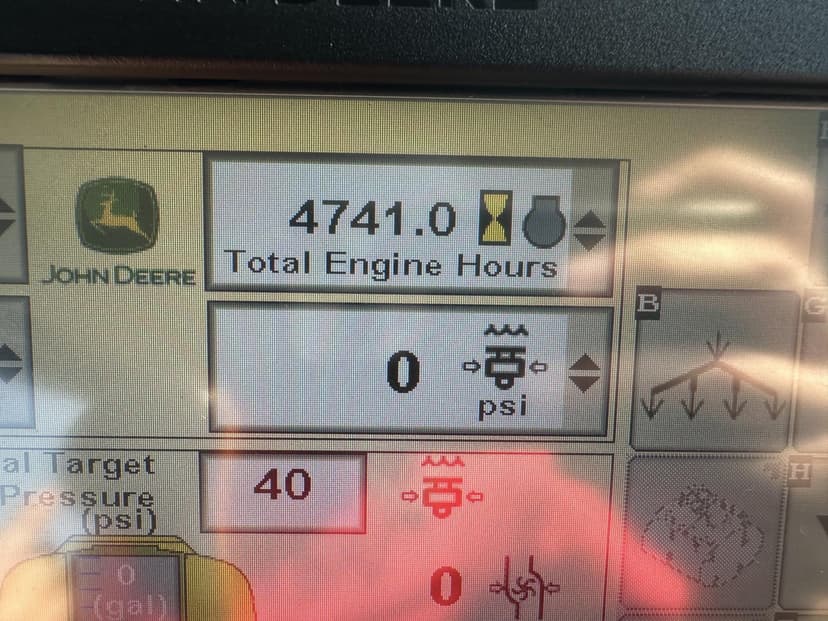 4741.0
JOHN DEERE
Total Engine Hours
B
G
0
psi
al Target
Pressure
(psi)
40
H
0
(gal)
0